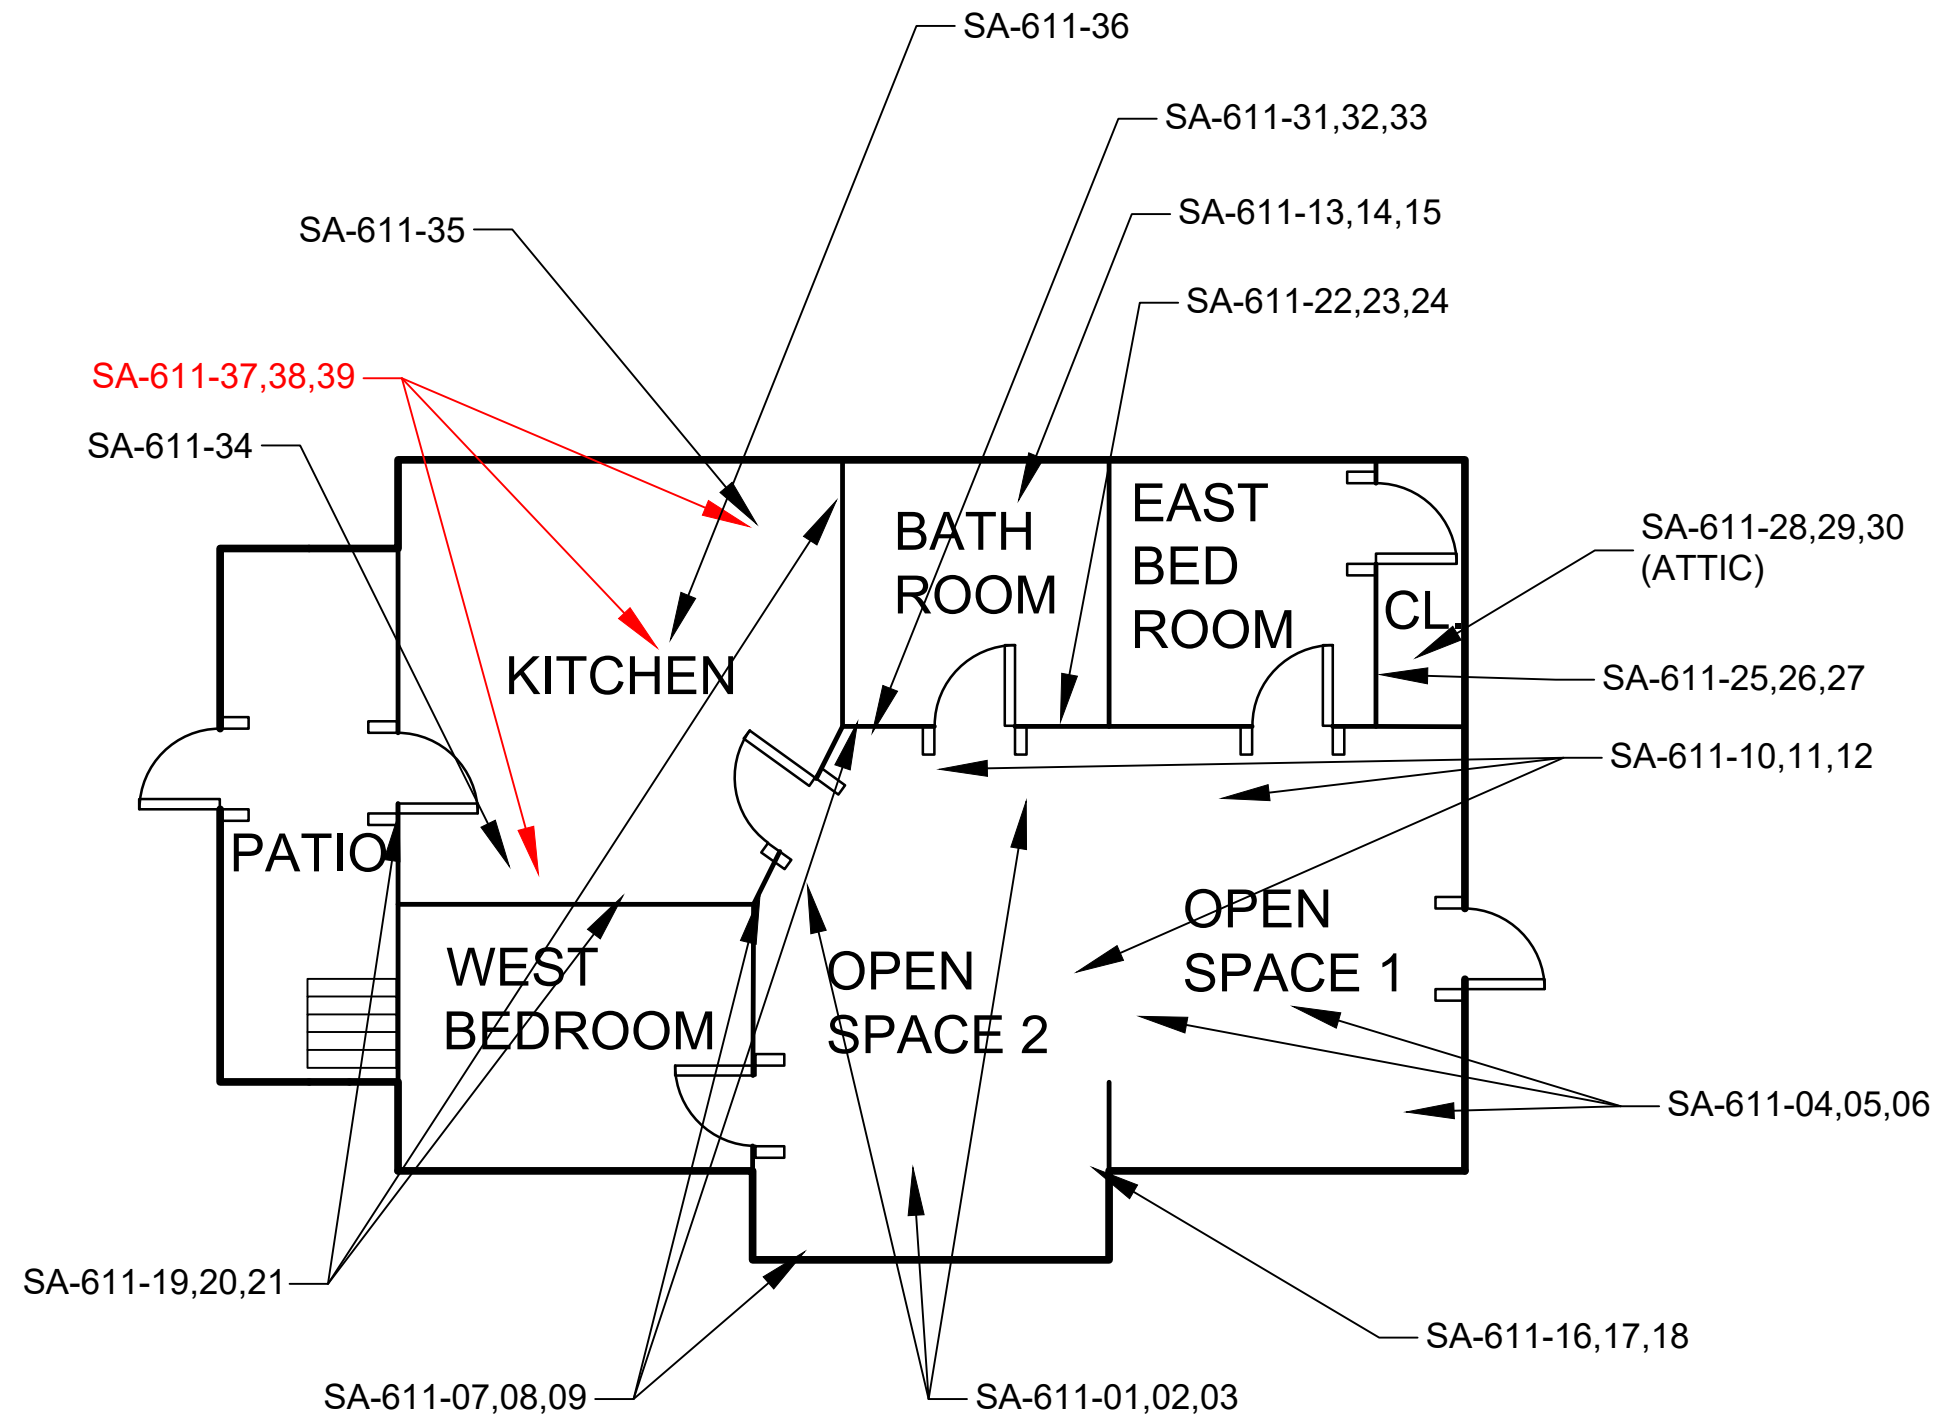 SA-611-36
SA-611-31,32,33
SA-611-13,14,15
SA-611-35
SA-611-22,23,24
SA-611-37,38,39
SA-611-34
EAST
BED
ROOM
BATH
ROOM
SA-611-28,29,30
(ATTIC)
CL.
KITCHEN
SA-611-25,26,27
SA-611-10,11,12
PATIO
OPEN
SPACE 1
WEST
BEDROOM
OPEN
SPACE 2
SA-611-04,05,06
SA-611-19,20,21
SA-611-16,17,18
SA-611-07,08,09
SA-611-01,02,03